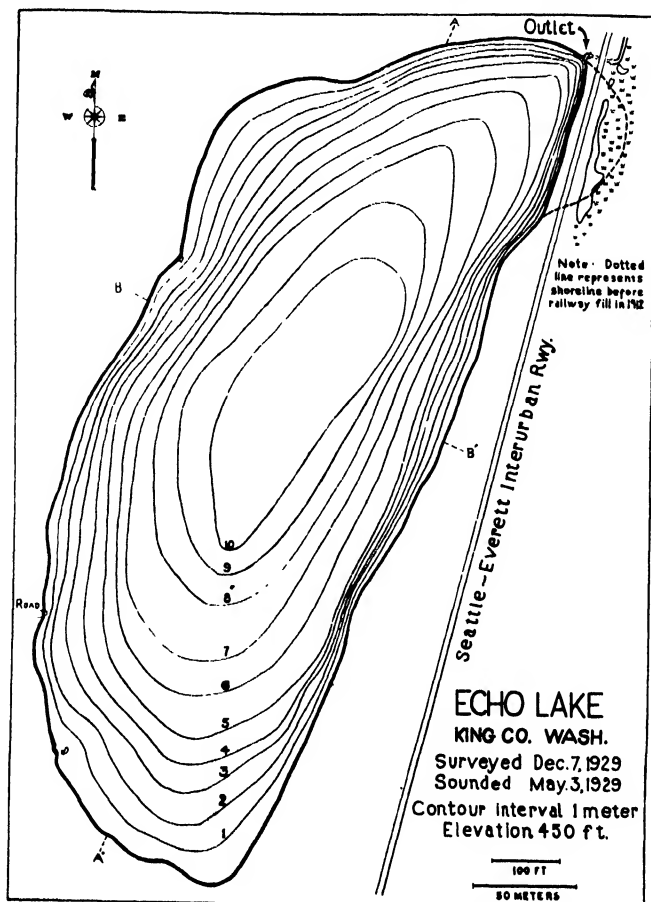 A
Outlet
N
W E
B
Note · Dotted
line represents
shoreline before
railway fill in 1912
Seattle-Everett Interurban Rwy.
B'
10
9
8
7
6
5
4
3
2
1
ROAD
A'
ECHO LAKE
KING CO. WASH.
Surveyed Dec. 7, 1929
Sounded May. 3, 1929
Contour interval 1 meter
Elevation 450 ft.
100 FT
50 METERS